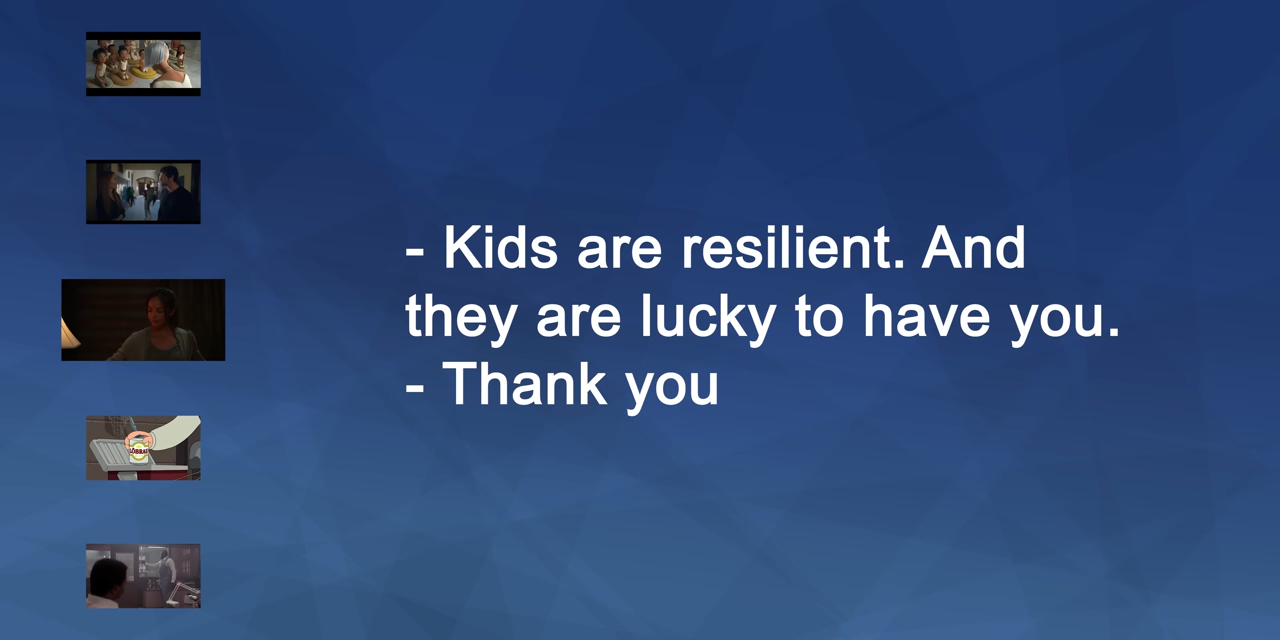 - Kids are resilient. And
they are lucky to have you.
- Thank you